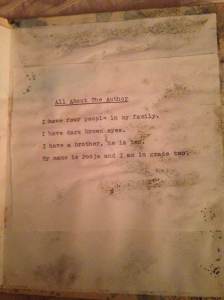 All About The Author
I have four people in my family.
I have dark brown eyes.
I have a brother, he is ten.
My name is Pooja and I am in grade two.